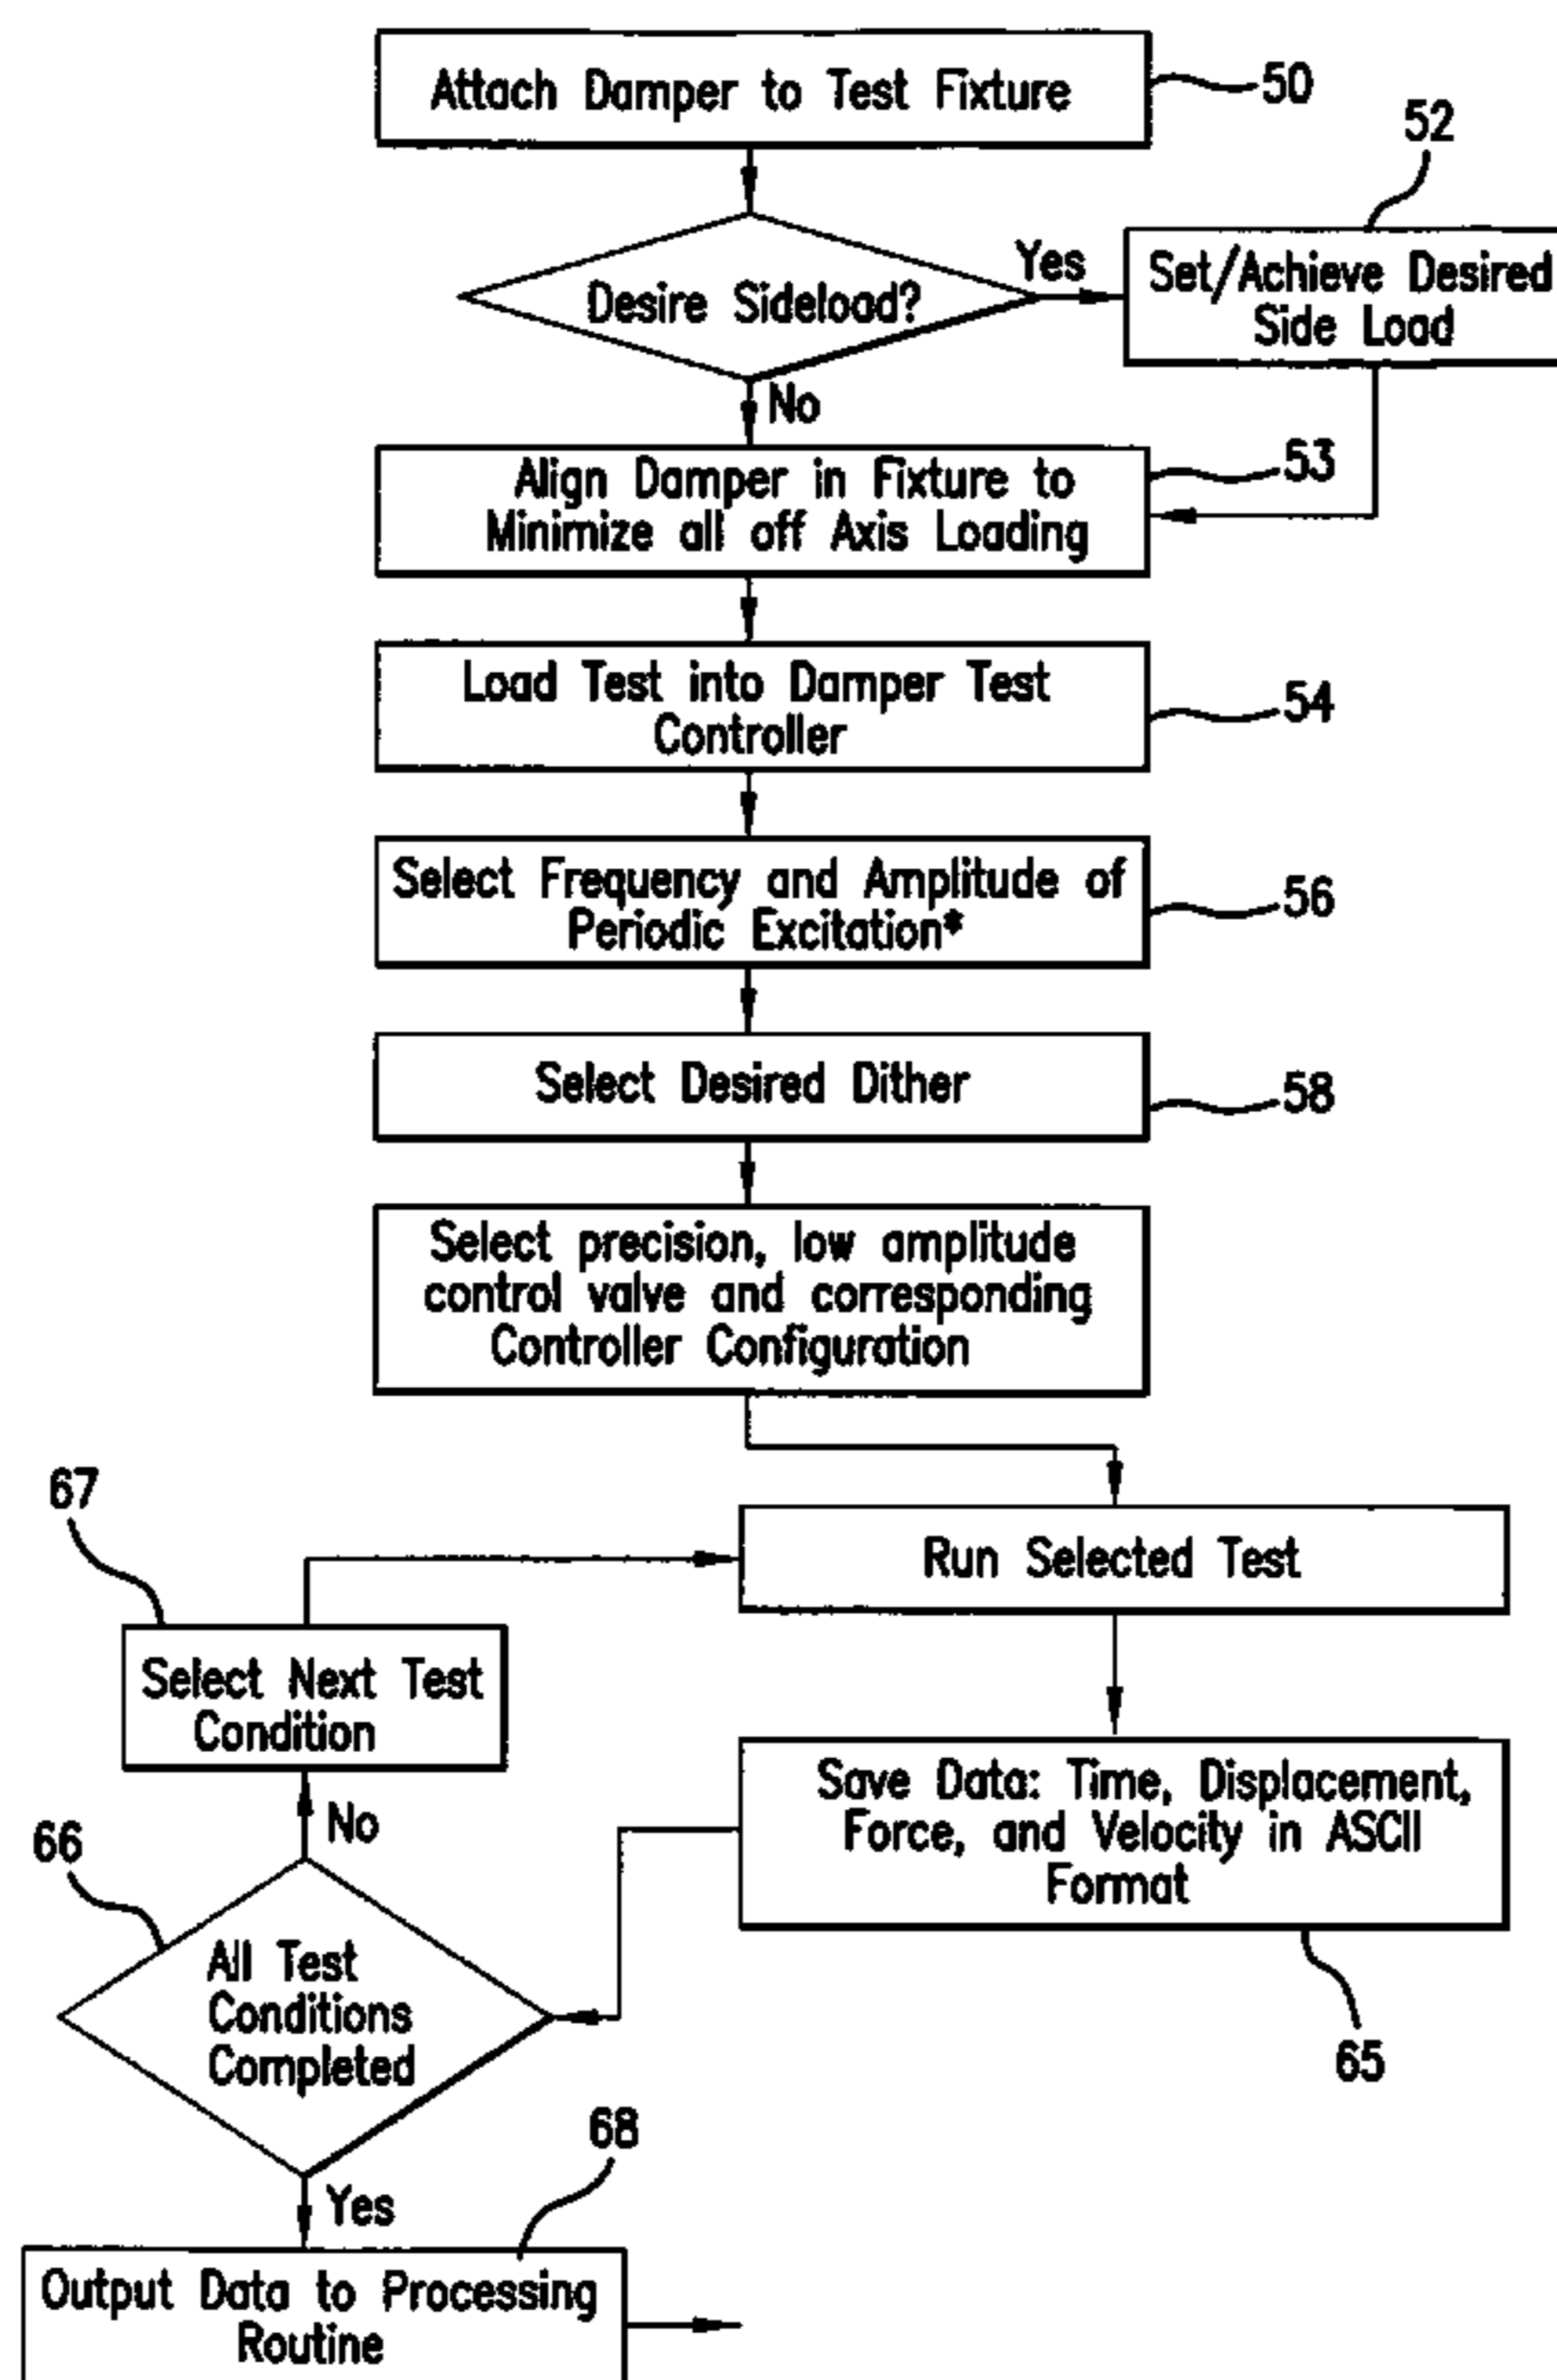 Attach Damper to Test Fixture
50
52
Desire Sideload?
Yes
Set/Achieve Desired
Side Load
No
Align Damper in Fixture to
Minimize all off Axis Loading
53
Load Test into Damper Test
Controller
54
Select Frequency and Amplitude of
Periodic Excitation*
56
Select Desired Dither
58
Select precision, low amplitude
control valve and corresponding
Controller Configuration
67
Run Selected Test
Select Next Test
Condition
No
Save Data: Time, Displacement,
Force, and Velocity in ASCII
Format
66
All Test
Conditions
Completed
65
68
Yes
Output Data to Processing
Routine